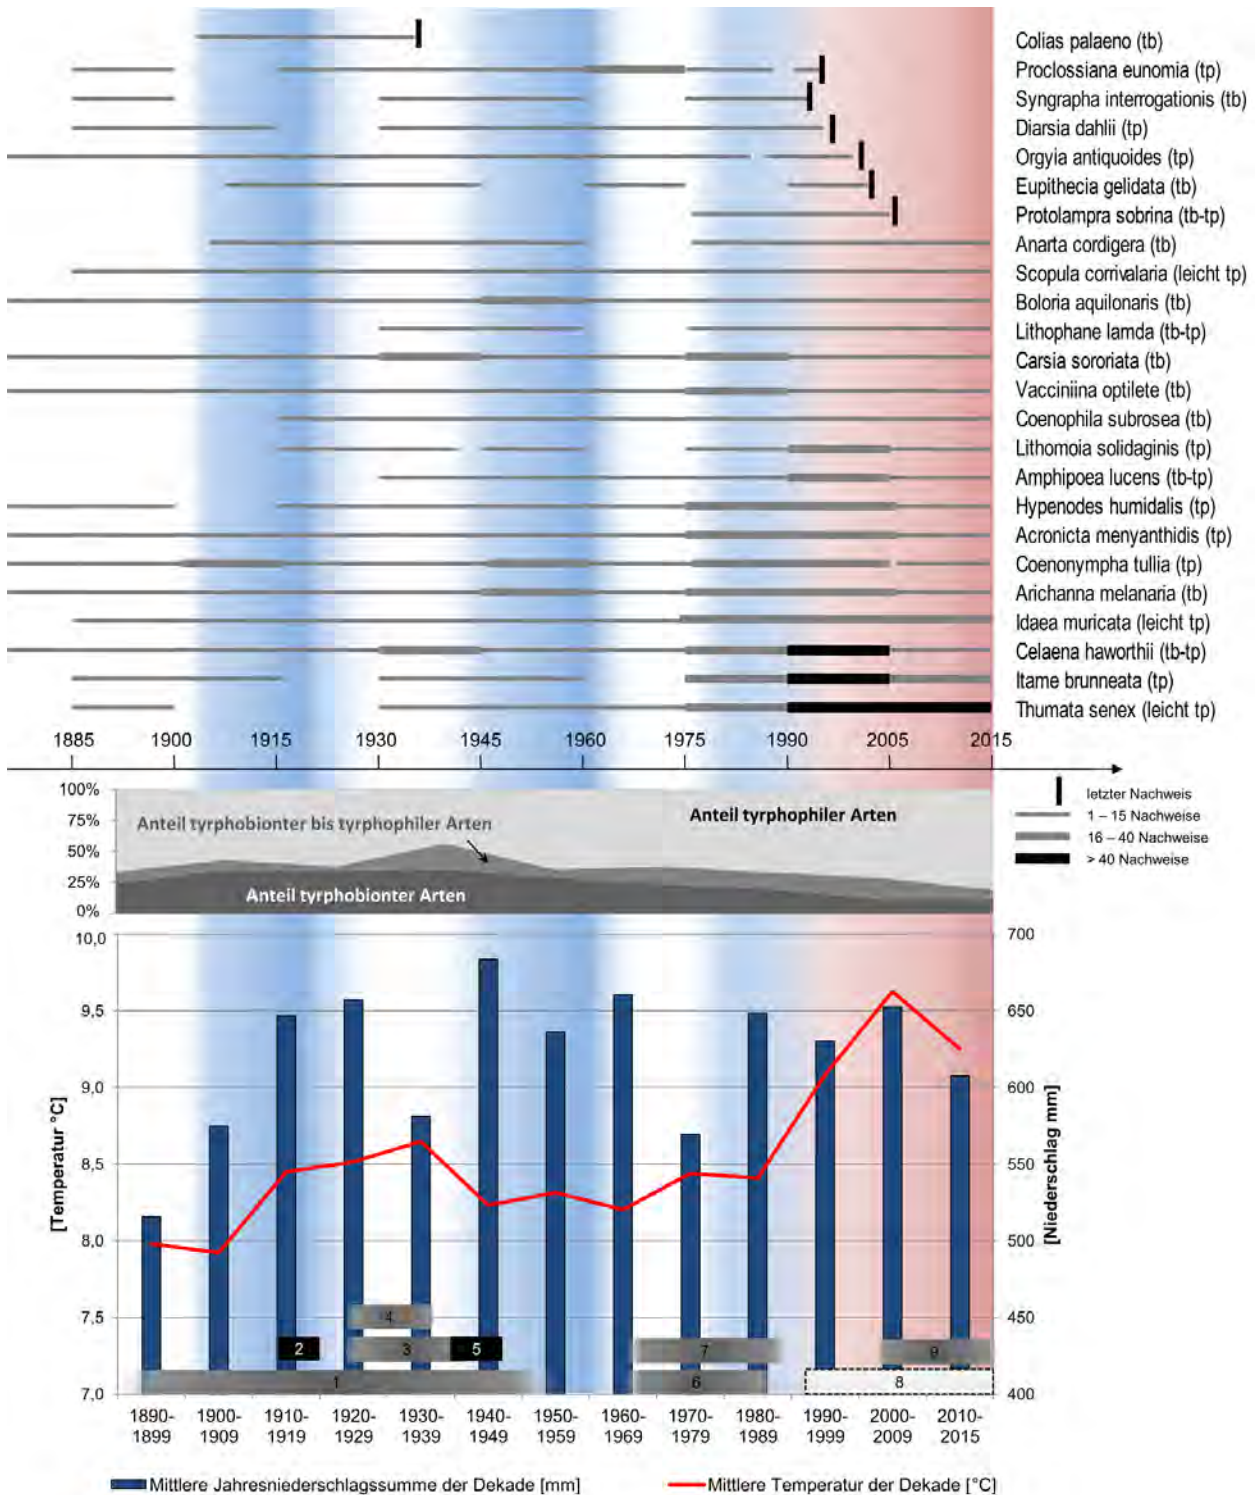 Colias palaeno (tb)
Proclossiana eunomia (tp)
Syngrapha interrogationis (tb)
Diarsia dahlii (tp)
Orgyia antiquoides (tp)
Eupithecia gelidata (tb)
Protolampra sobrina (tb-tp)
Anarta cordigera (tb)
Scopula corrivalaria (leicht tp)
Boloria aquilonaris (tb)
Lithophane lamda (tb-tp)
Carsia sororiata (tb)
Vacciniina optilete (tb)
Coenophila subrosea (tb)
Lithomoia solidaginis (tp)
Amphipoea lucens (tb-tp)
Hypenodes humidalis (tp)
Acronicta menyanthidis (tp)
Coenonympha tullia (tp)
Arichanna melanaria (tb)
Idaea muricata (leicht tp)
Celaena haworthii (tb-tp)
Itame brunneata (tp)
Thumata senex (leicht tp)
1885 1900 1915 1930 1945 1960 1975 1990 2005 2015
letzter Nachweis
1 – 15 Nachweise
16 – 40 Nachweise
> 40 Nachweise
100%
75%
50%
25%
0%
Anteil tyrphobionter bis tyrphophiler Arten
Anteil tyrphophiler Arten
Anteil tyrphobionter Arten
[Temperatur °C]
10,0
9,5
9,0
8,5
8,0
7,5
7,0
700
650
600
550
500
450
400
[Niederschlag mm]
4
2 3 5 7 9
1 6 8
1890-1899 1900-1909 1910-1919 1920-1929 1930-1939 1940-1949 1950-1959 1960-1969 1970-1979 1980-1989 1990-1999 2000-2009 2010-2015
Mittlere Jahresniederschlagssumme der Dekade [mm] Mittlere Temperatur der Dekade [°C]